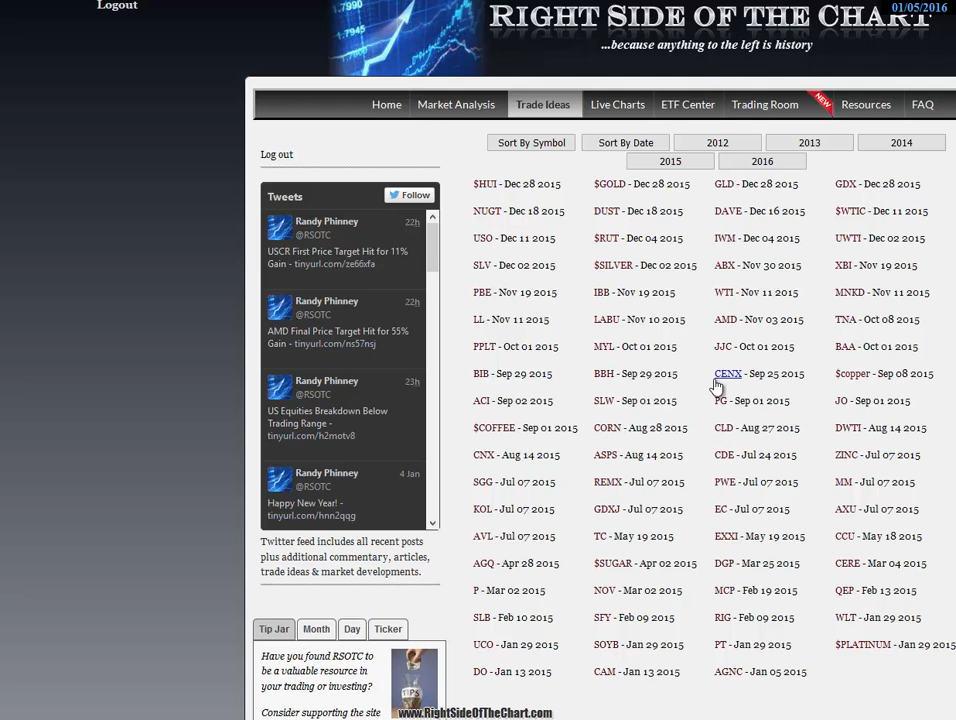 Logout
01/05/2016
RIGHT SIDE OF THE CHART
...because anything to the left is history
Home Market Analysis Trade Ideas Live Charts ETF Center Trading Room NEW Resources FAQ
Log out
Tweets Follow
Randy Phinney 22h
@RSOTC
USCR First Price Target Hit for 11%
Gain - tinyurl.com/ze66xfa
Randy Phinney 22h
@RSOTC
AMD Final Price Target Hit for 55%
Gain - tinyurl.com/ns57nsj
Randy Phinney 23h
@RSOTC
US Equities Breakdown Below
Trading Range -
tinyurl.com/h2motv8
Randy Phinney 4 Jan
@RSOTC
Happy New Year! -
tinyurl.com/hnn2qqg
Twitter feed includes all recent posts
plus additional commentary, articles,
trade ideas & market developments.
Tip Jar Month Day Ticker
Have you found RSOTC to
be a valuable resource in
your trading or investing?
Consider supporting the site
TIPS
Sort By Symbol Sort By Date 2012 2013 2014
2015 2016
$HUI - Dec 28 2015 $GOLD - Dec 28 2015 GLD - Dec 28 2015 GDX - Dec 28 2015
NUGT - Dec 18 2015 DUST - Dec 18 2015 DAVE - Dec 16 2015 $WTIC - Dec 11 2015
USO - Dec 11 2015 $RUT - Dec 04 2015 IWM - Dec 04 2015 UWTI - Dec 02 2015
SLV - Dec 02 2015 $SILVER - Dec 02 2015 ABX - Nov 30 2015 XBI - Nov 19 2015
PBE - Nov 19 2015 IBB - Nov 19 2015 WTI - Nov 11 2015 MNKD - Nov 11 2015
LL - Nov 11 2015 LABU - Nov 10 2015 AMD - Nov 03 2015 TNA - Oct 08 2015
PPLT - Oct 01 2015 MYL - Oct 01 2015 JJC - Oct 01 2015 BAA - Oct 01 2015
BIB - Sep 29 2015 BBH - Sep 29 2015 CENX - Sep 25 2015 $copper - Sep 08 2015
ACI - Sep 02 2015 SLW - Sep 01 2015 PG - Sep 01 2015 JO - Sep 01 2015
$COFFEE - Sep 01 2015 CORN - Aug 28 2015 CLD - Aug 27 2015 DWTI - Aug 14 2015
CNX - Aug 14 2015 ASPS - Aug 14 2015 CDE - Jul 24 2015 ZINC - Jul 07 2015
SGG - Jul 07 2015 REMX - Jul 07 2015 PWE - Jul 07 2015 MM - Jul 07 2015
KOL - Jul 07 2015 GDXJ - Jul 07 2015 EC - Jul 07 2015 AXU - Jul 07 2015
AVL - Jul 07 2015 TC - May 19 2015 EXXI - May 19 2015 CCU - May 18 2015
AGQ - Apr 28 2015 $SUGAR - Apr 02 2015 DGP - Mar 25 2015 CERE - Mar 04 2015
P - Mar 02 2015 NOV - Mar 02 2015 MCP - Feb 19 2015 QEP - Feb 13 2015
SLB - Feb 10 2015 SFY - Feb 09 2015 RIG - Jan 29 2015 WLT - Jan 29 2015
UCO - Jan 29 2015 SOYB - Jan 29 2015 PT - Jan 29 2015 $PLATINUM - Jan 29 2015
DO - Jan 13 2015 CAM - Jan 13 2015 AGNC - Jan 05 2015
www.RightSideOfTheChart.com